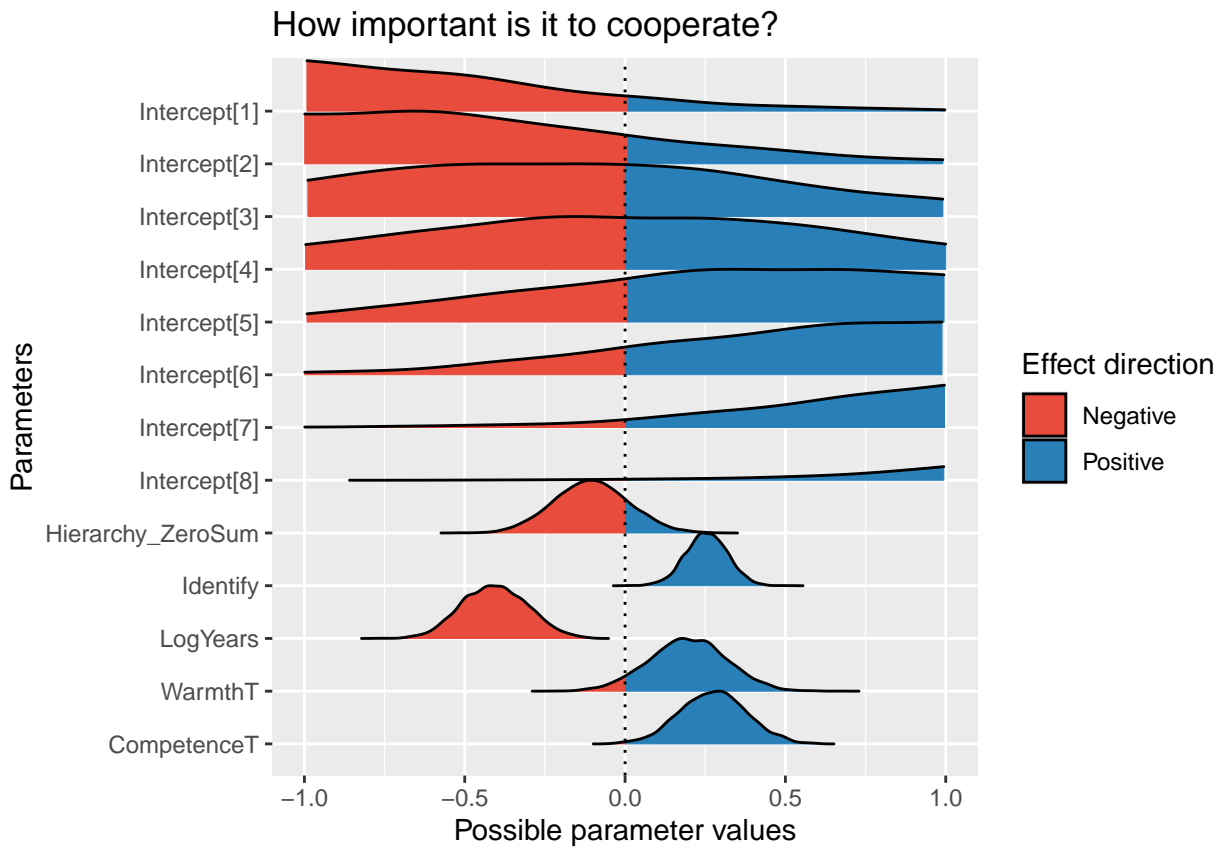 How important is it to cooperate?
Parameters
Intercept[1]
Intercept[2]
Intercept[3]
Intercept[4]
Intercept[5]
Intercept[6]
Intercept[7]
Intercept[8]
Hierarchy_ZeroSum
Identify
LogYears
WarmthT
CompetenceT
−1.0 −0.5 0.0 0.5 1.0
Possible parameter values
Effect direction
Negative
Positive